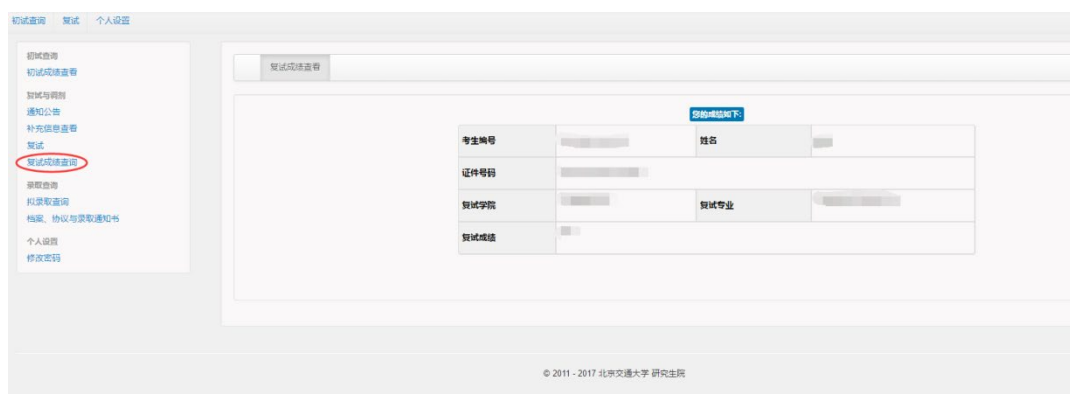 初试查询 复试 个人设置
初试查询
初试成绩查看
复试与调剂
通知公告
补充信息查看
复试
复试成绩查询
录取查询
拟录取查询
档案、协议与录取通知书
个人设置
修改密码
复试成绩查看
您的成绩如下:
考生编号 姓名
证件号码
复试学院 复试专业
复试成绩
© 2011 - 2017 北京交通大学 研究生院